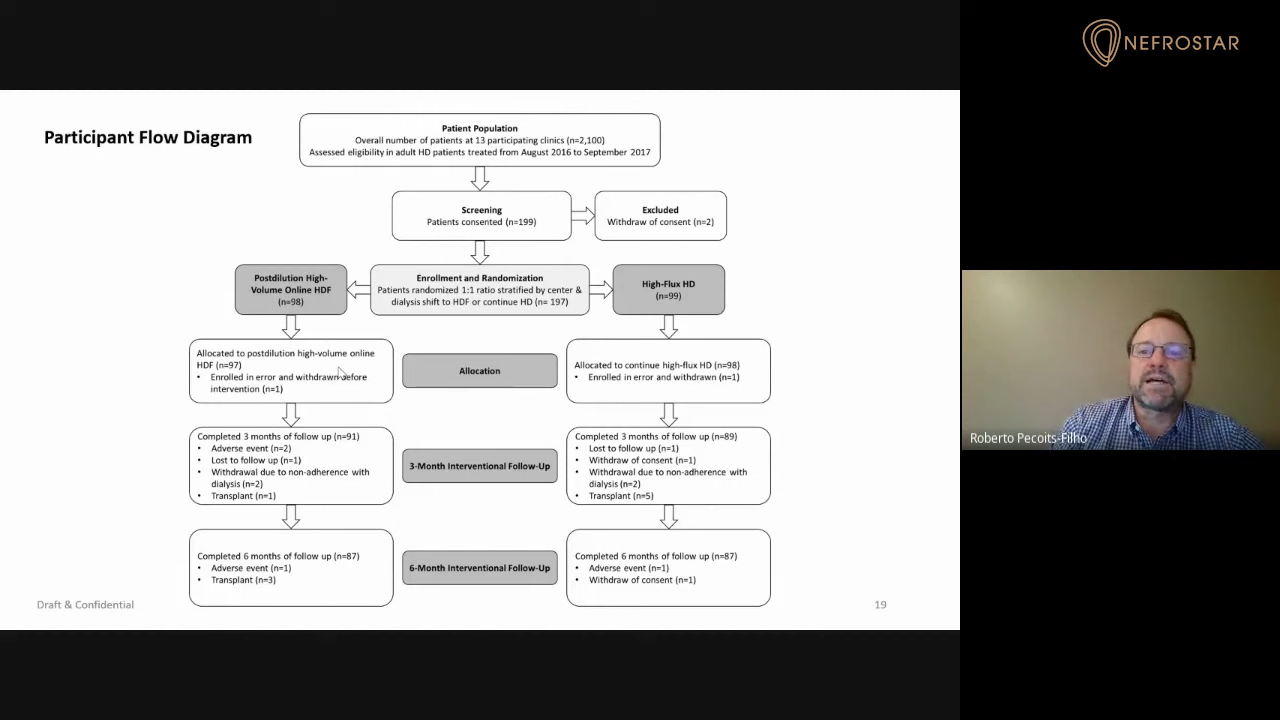 NEFROSTAR
Participant Flow Diagram
Patient Population
Overall number of patients at 13 participating clinics (n=2,100)
Assessed eligibility in adult HD patients treated from August 2016 to September 2017
Screening
Patients consented (n=199)
Excluded
Withdraw of consent (n=2)
Postdilution High-
Volume Online HDF
(n=98)
Enrollment and Randomization
Patients randomized 1:1 ratio stratified by center &
dialysis shift to HDF or continue HD (n= 197)
High-Flux HD
(n=99)
Allocated to postdilution high-volume online
HDF (n=97)
• Enrolled in error and withdrawn before
intervention (n=1)
Allocation
Allocated to continue high-flux HD (n=98)
• Enrolled in error and withdrawn (n=1)
Completed 3 months of follow up (n=91)
• Adverse event (n=2)
• Lost to follow up (n=1)
• Withdrawal due to non-adherence with
dialysis (n=2)
• Transplant (n=1)
3-Month Interventional Follow-Up
Completed 3 months of follow up (n=89)
• Lost to follow up (n=1)
• Withdraw of consent (n=1)
• Withdrawal due to non-adherence with
dialysis (n=2)
• Transplant (n=5)
Completed 6 months of follow up (n=87)
• Adverse event (n=1)
• Transplant (n=3)
6-Month Interventional Follow-Up
Completed 6 months of follow up (n=87)
• Adverse event (n=1)
• Withdraw of consent (n=1)
Draft & Confidential
19
Roberto Pecoits-Filho